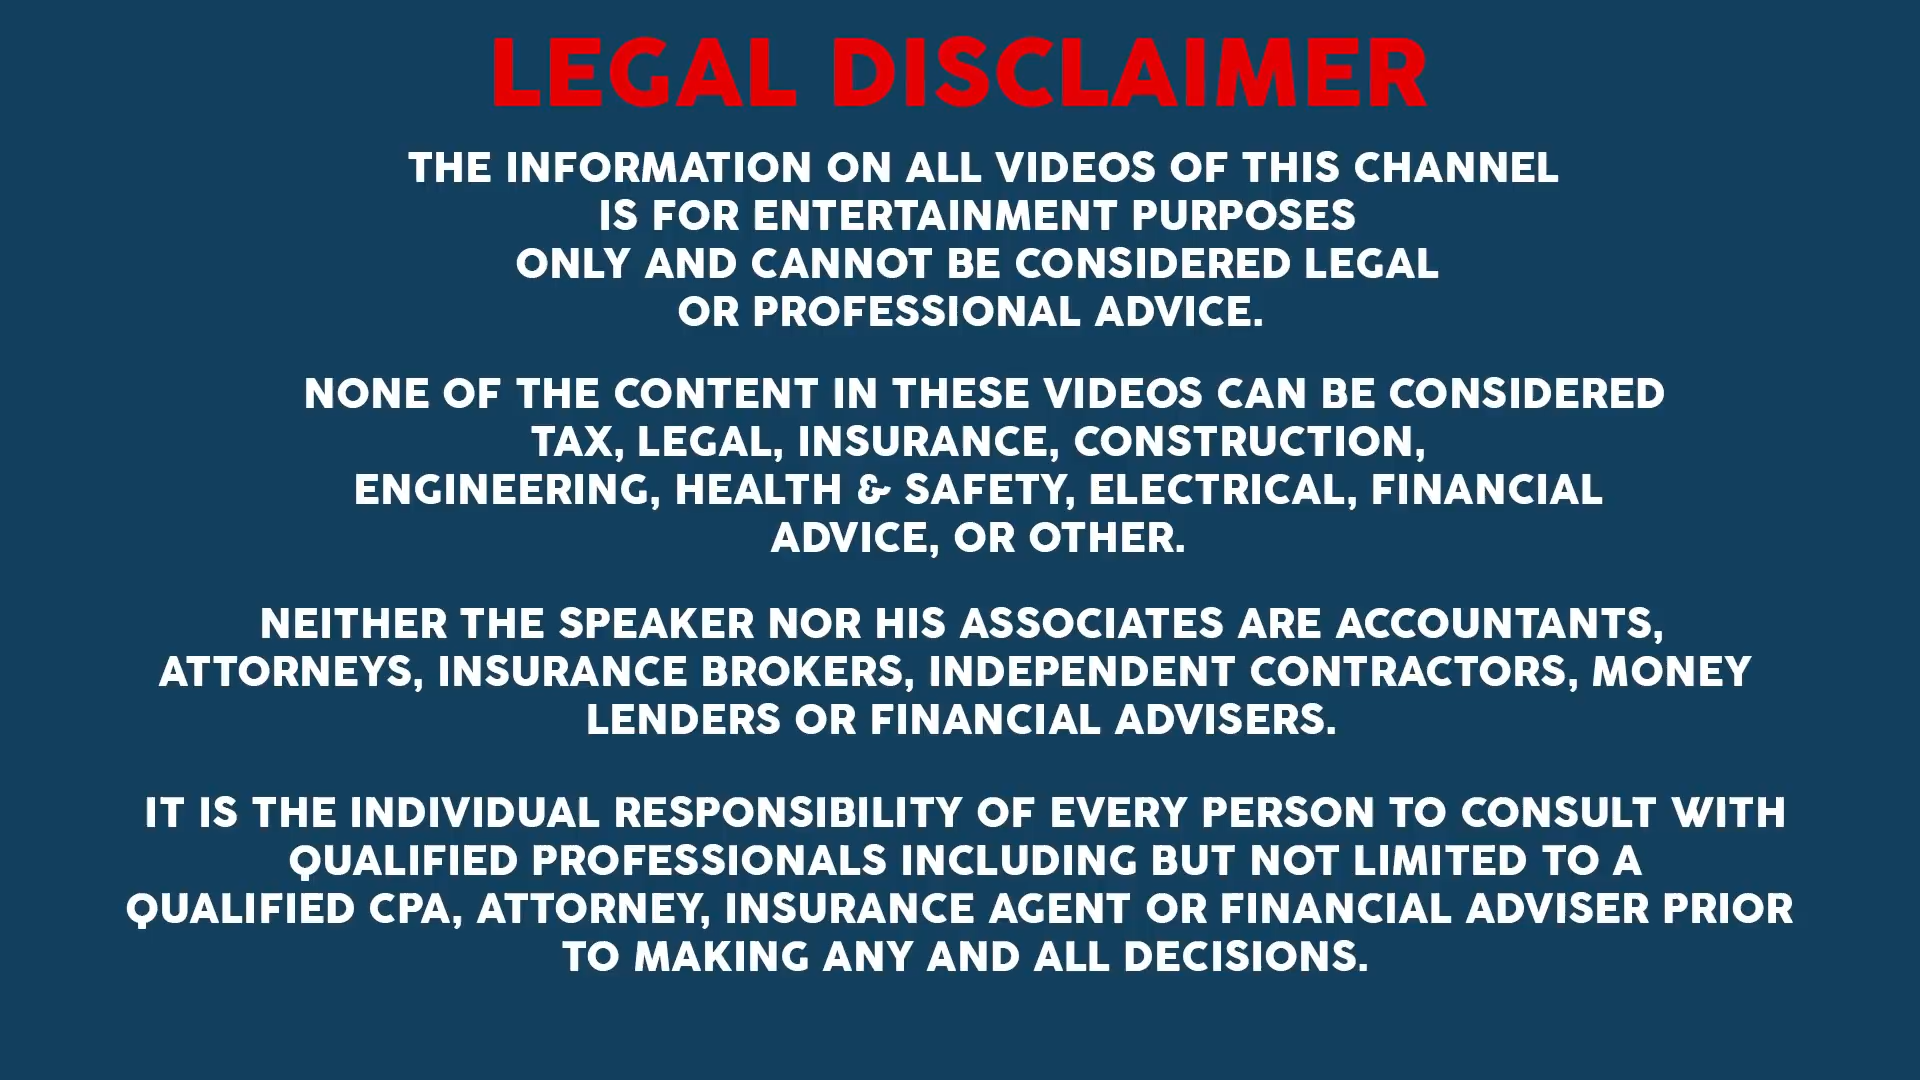 LEGAL DISCLAIMER
THE INFORMATION ON ALL VIDEOS OF THIS CHANNEL
IS FOR ENTERTAINMENT PURPOSES
ONLY AND CANNOT BE CONSIDERED LEGAL
OR PROFESSIONAL ADVICE.
NONE OF THE CONTENT IN THESE VIDEOS CAN BE CONSIDERED
TAX, LEGAL, INSURANCE, CONSTRUCTION,
ENGINEERING, HEALTH & SAFETY, ELECTRICAL, FINANCIAL
ADVICE, OR OTHER.
NEITHER THE SPEAKER NOR HIS ASSOCIATES ARE ACCOUNTANTS,
ATTORNEYS, INSURANCE BROKERS, INDEPENDENT CONTRACTORS, MONEY
LENDERS OR FINANCIAL ADVISERS.
IT IS THE INDIVIDUAL RESPONSIBILITY OF EVERY PERSON TO CONSULT WITH
QUALIFIED PROFESSIONALS INCLUDING BUT NOT LIMITED TO A
QUALIFIED CPA, ATTORNEY, INSURANCE AGENT OR FINANCIAL ADVISER PRIOR
TO MAKING ANY AND ALL DECISIONS.